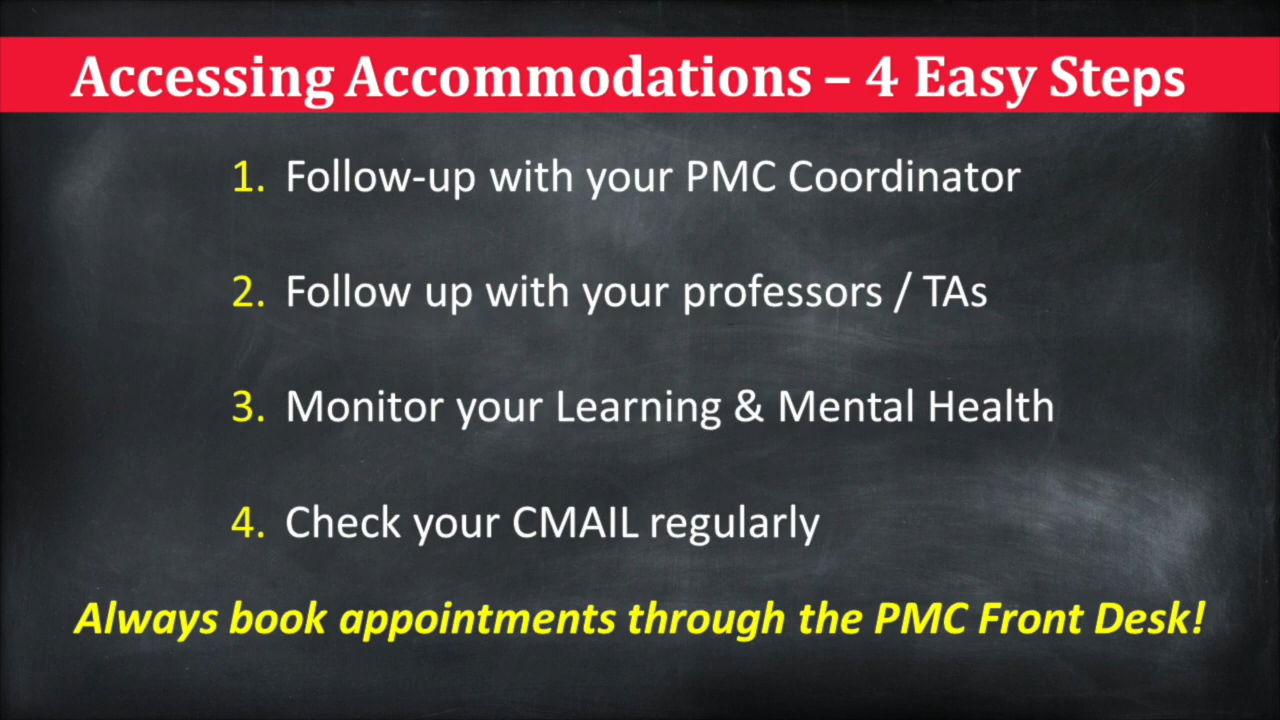 Accessing Accommodations – 4 Easy Steps
1. Follow-up with your PMC Coordinator
2. Follow up with your professors / TAs
3. Monitor your Learning & Mental Health
4. Check your CMAIL regularly
Always book appointments through the PMC Front Desk!